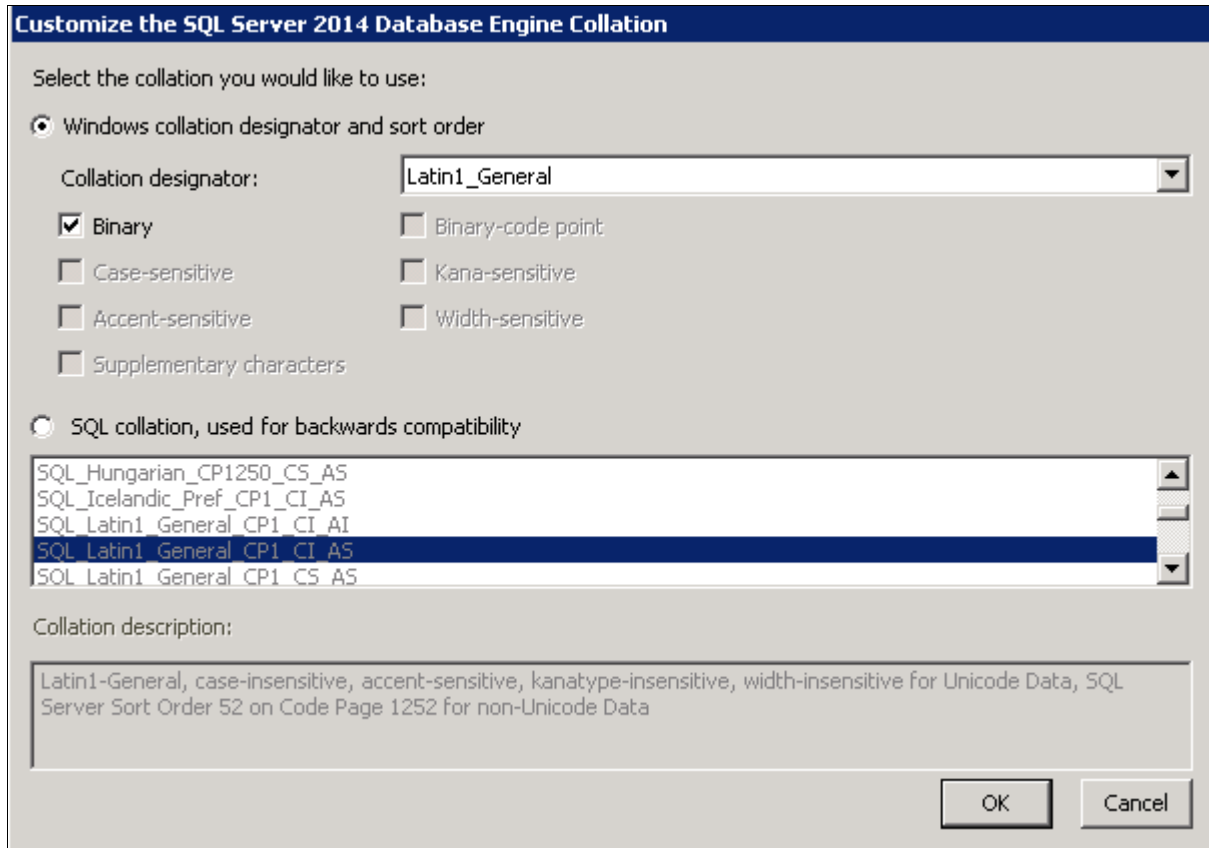 Customize the SQL Server 2014 Database Engine Collation
Select the collation you would like to use:
Windows collation designator and sort order
Collation designator:
Latin1_General
Binary
Binary-code point
Case-sensitive
Kana-sensitive
Accent-sensitive
Width-sensitive
Supplementary characters
SQL collation, used for backwards compatibility
SQL_Hungarian_CP1250_CS_AS
SQL_Icelandic_Pref_CP1_CI_AS
SQL_Latin1_General_CP1_CI_AI
SQL_Latin1_General_CP1_CI_AS
SQL_Latin1_General_CP1_CS_AS
Collation description:
Latin1-General, case-insensitive, accent-sensitive, kanatype-insensitive, width-insensitive for Unicode Data, SQL
Server Sort Order 52 on Code Page 1252 for non-Unicode Data
OK
Cancel